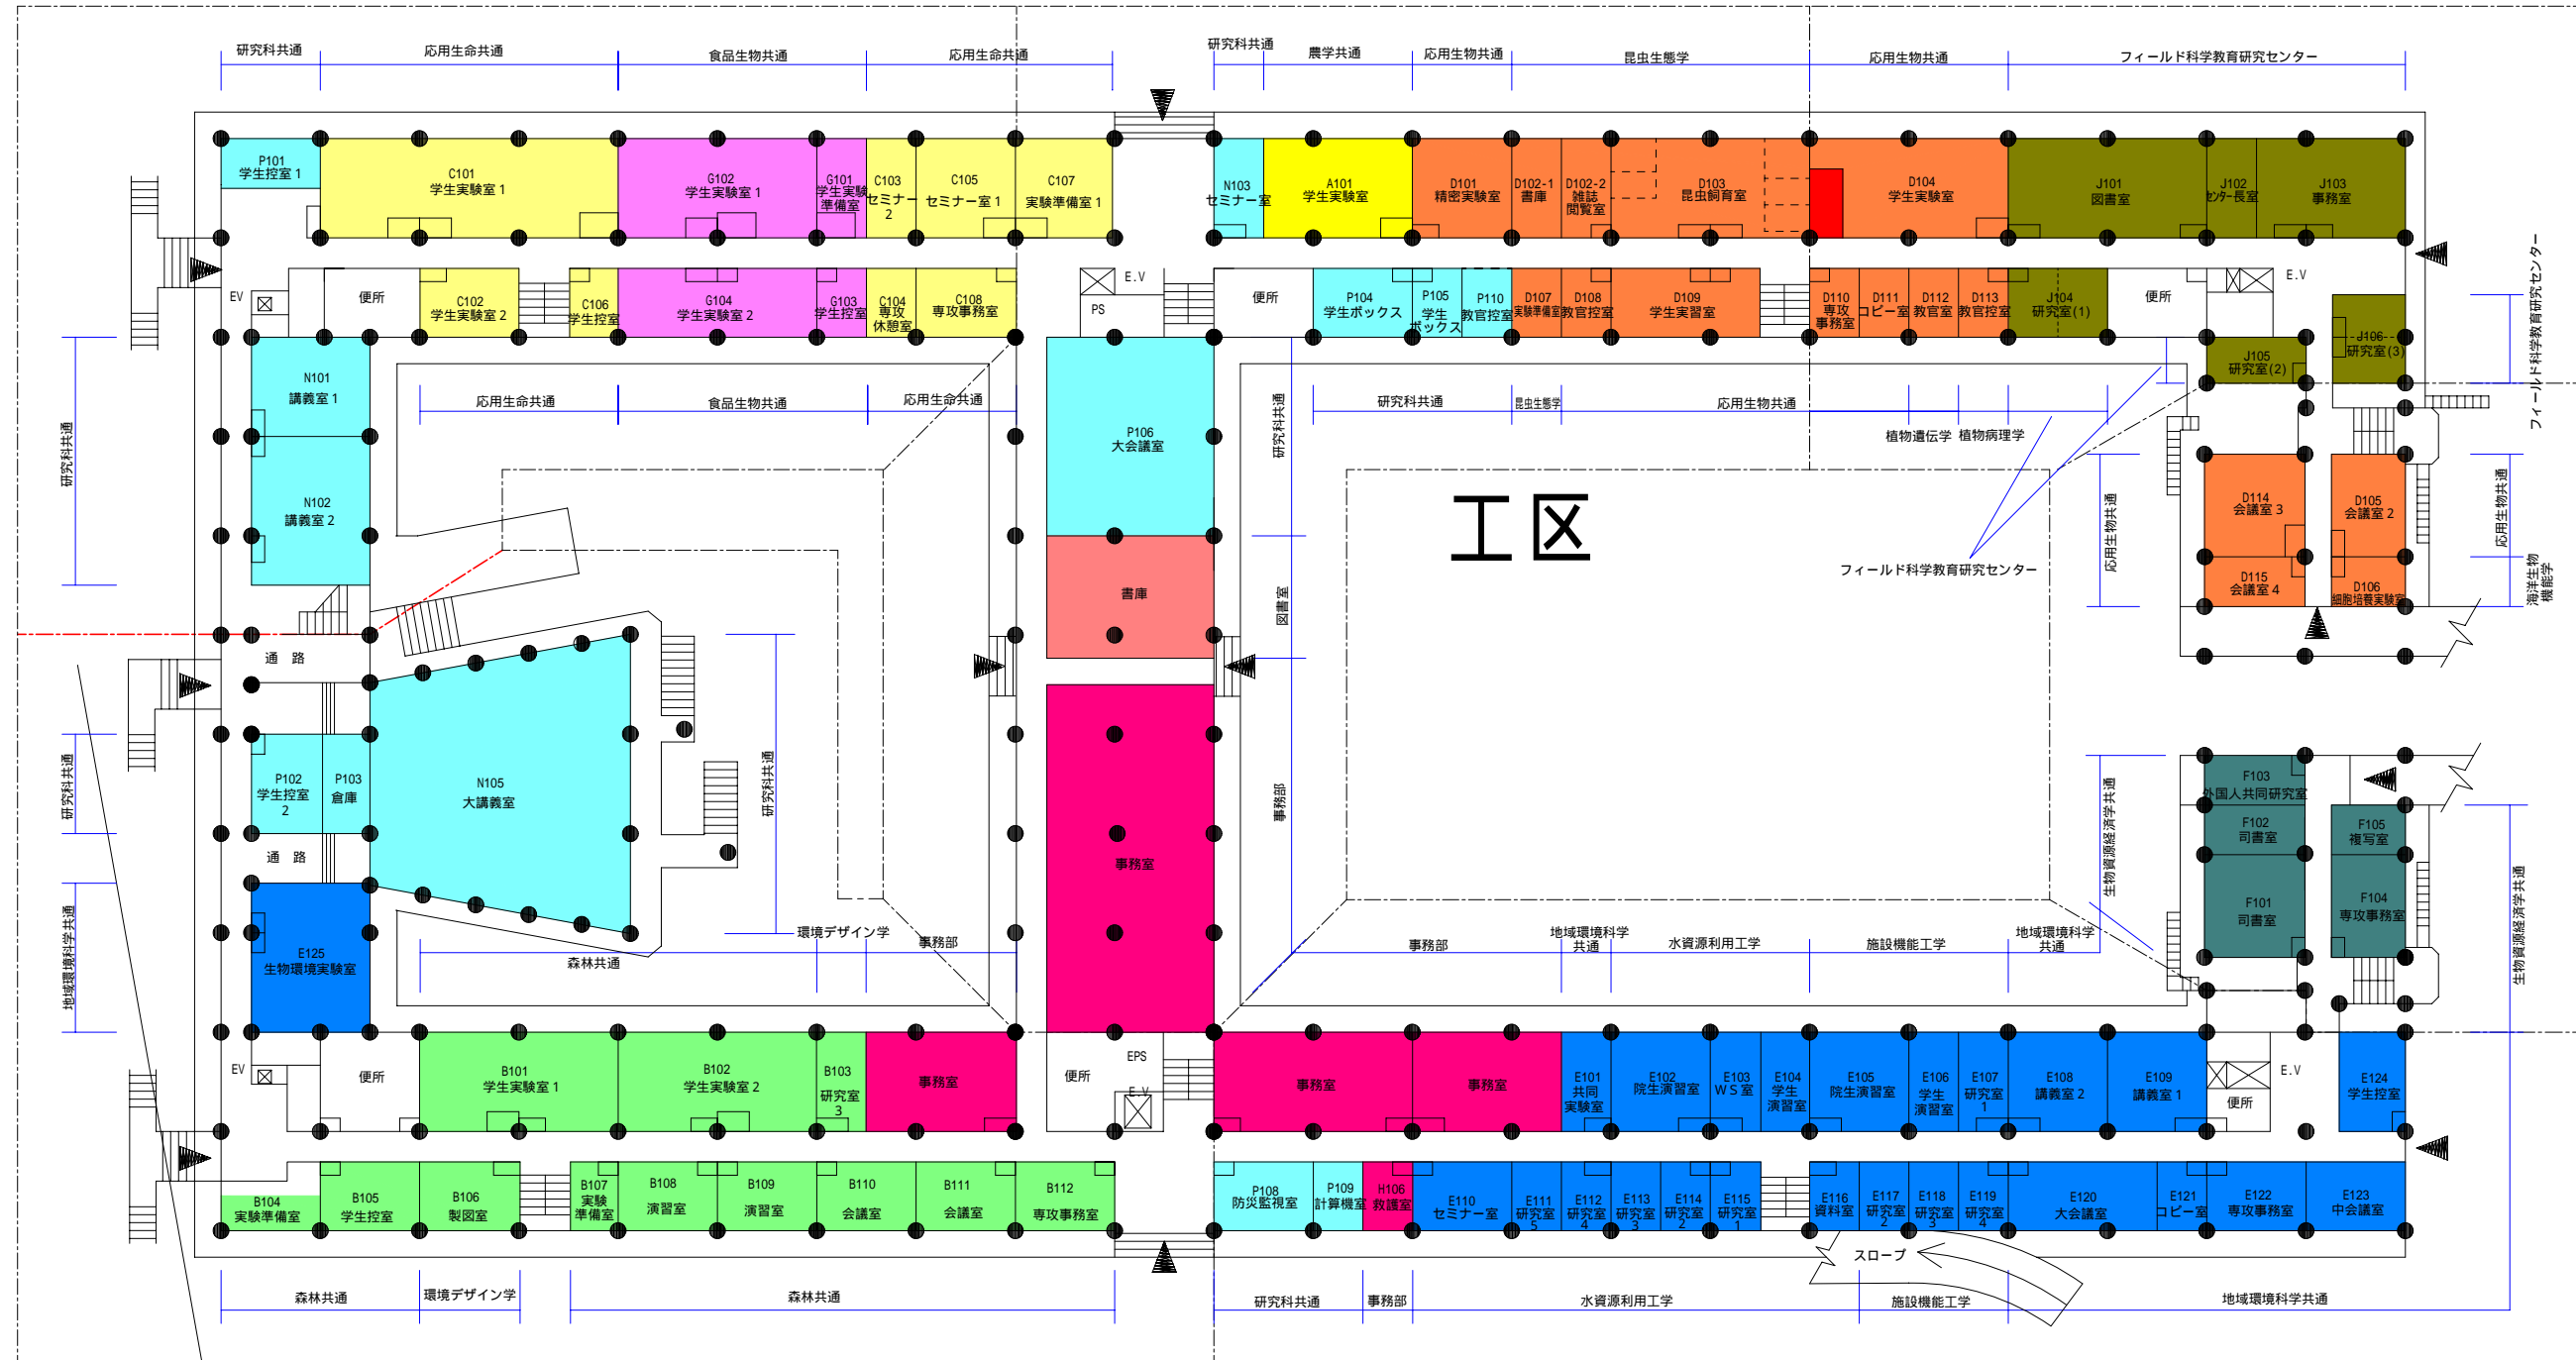 研究科共通
応用生命共通
食品生物共通
応用生命共通
研究科共通
農学共通
応用生物共通
昆虫生態学
応用生物共通
フィールド科学教育研究センター
P101
学生控室1
C101
学生実験室1
G102
学生実験室1
G101
学生実験
準備室
C103
セミナー
2
C105
セミナー室1
C107
実験準備室1
N103
セミナー室
A101
学生実験室
D101
精密実験室
D102-1
書庫
D102-2
雑誌
閲覧室
D103
昆虫飼育室
D104
学生実験室
J101
図書室
J102
センター長室
J103
事務室
EV
便所
C102
学生実験室2
C106
学生控室
G104
学生実験室2
G103
学生控室
C104
専攻
休憩室
C108
専攻事務室
E.V
PS
便所
P104
学生ボックス
P105
学生
ボックス
P110
教官控室
D107
実験準備室
D108
教官控室
D109
学生実習室
D110
専攻
事務室
D111
コピー室
D112
教官室
D113
教官控室
J104
研究室(1)
便所
E.V
J105
研究室(2)
J106
研究室(3)
フィールド科学教育研究センター
N101
講義室1
N102
講義室2
研究科共通
応用生命共通
食品生物共通
応用生命共通
P106
大会議室
研究科共通
研究科共通
昆虫生態学
応用生物共通
植物遺伝学
植物病理学
フィールド科学教育研究センター
工区
応用生物共通
D114
会議室3
D105
会議室2
D115
会議室4
D106
細胞培養実験室
応用生物共通
海洋生物
機能学
書庫
図書室
通 路
P102
学生控室
2
P103
倉庫
N105
大講義室
研究科共通
研究科共通
通 路
事務室
事務部
生物資源経済学共通
F103
外国人共同研究室
F102
司書室
F105
複写室
F101
司書室
F104
専攻事務室
生物資源経済学共通
地域環境科学共通
E125
生物環境実験室
森林共通
環境デザイン学
事務部
事務部
地域環境科学
共通
水資源利用工学
施設機能工学
地域環境科学
共通
EV
便所
B101
学生実験室1
B102
学生実験室2
B103
研究室
3
事務室
便所
EPS
E.V
事務室
事務室
E101
共同
実験室
E102
院生演習室
E103
WS室
E104
学生
演習室
E105
院生演習室
E106
学生
演習室
E107
研究室
1
E108
講義室2
E109
講義室1
E.V
便所
E124
学生控室
B104
実験準備室
B105
学生控室
B106
製図室
B107
実験
準備室
B108
演習室
B109
演習室
B110
会議室
B111
会議室
B112
専攻事務室
P108
防災監視室
P109
計算機室
H106
救護室
E110
セミナー室
E111
研究室
5
E112
研究室
4
E113
研究室
3
E114
研究室
2
E115
研究室
1
E116
資料室
E117
研究室
2
E118
研究室
3
E119
研究室
4
E120
大会議室
E121
コピー室
E122
専攻事務室
E123
中会議室
スロープ
森林共通
環境デザイン学
森林共通
研究科共通
事務部
水資源利用工学
施設機能工学
地域環境科学共通